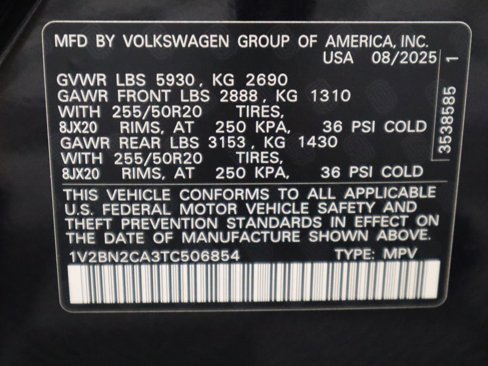 MFD BY VOLKSWAGEN GROUP OF AMERICA, INC.
USA 08/2025
GVWR LBS 5930, KG 2690
GAWR FRONT LBS 2888, KG 1310
WITH 255/50R20 TIRES,
8JX20 RIMS, AT 250 KPA, 36 PSI COLD
GAWR REAR LBS 3153, KG 1430
WITH 255/50R20 TIRES,
8JX20 RIMS, AT 250 KPA, 36 PSI COLD
THIS VEHICLE CONFORMS TO ALL APPLICABLE
U.S. FEDERAL MOTOR VEHICLE SAFETY AND
THEFT PREVENTION STANDARDS IN EFFECT ON
THE DATE OF MANUFACTURE SHOWN ABOVE.
1V2BN2CA3TC506854 TYPE: MPV
3538585 1